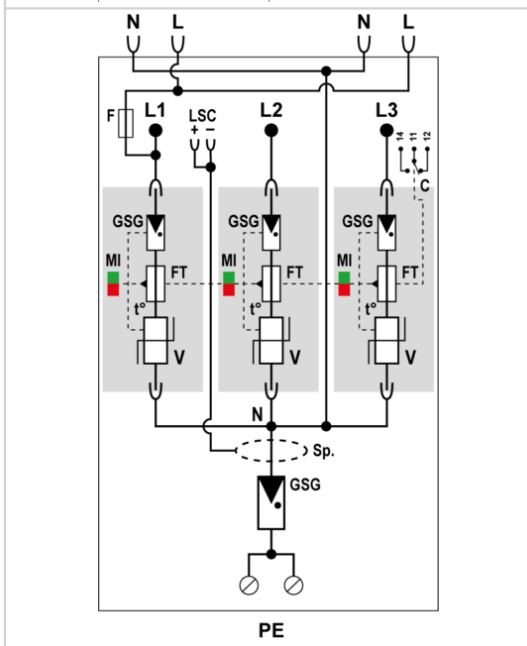 N L N L
F L1 LSC L2 L3
+ −
14 11 12
C
GSG GSG GSG
MI FT MI FT MI FT
t° t° t°
V V V
N
Sp.
GSG
PE